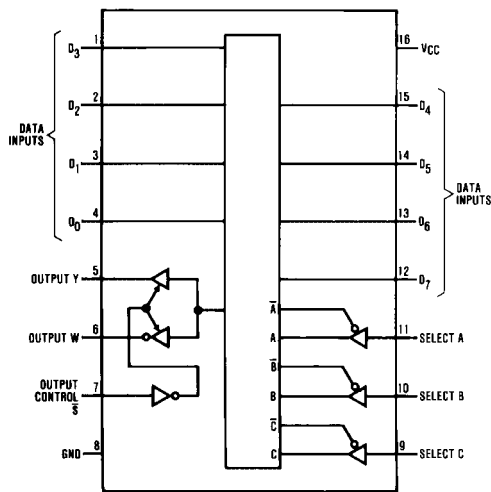 1
D3
2
D2
DATA
INPUTS
3
D1
4
D0
5
OUTPUT Y
6
OUTPUT W
OUTPUT
CONTROL
S̅
7
8
GND
16
VCC
15
D4
14
D5
DATA
INPUTS
13
D6
12
D7
A̅
A
11
SELECT A
B̅
B
10
SELECT B
C̅
C
9
SELECT C